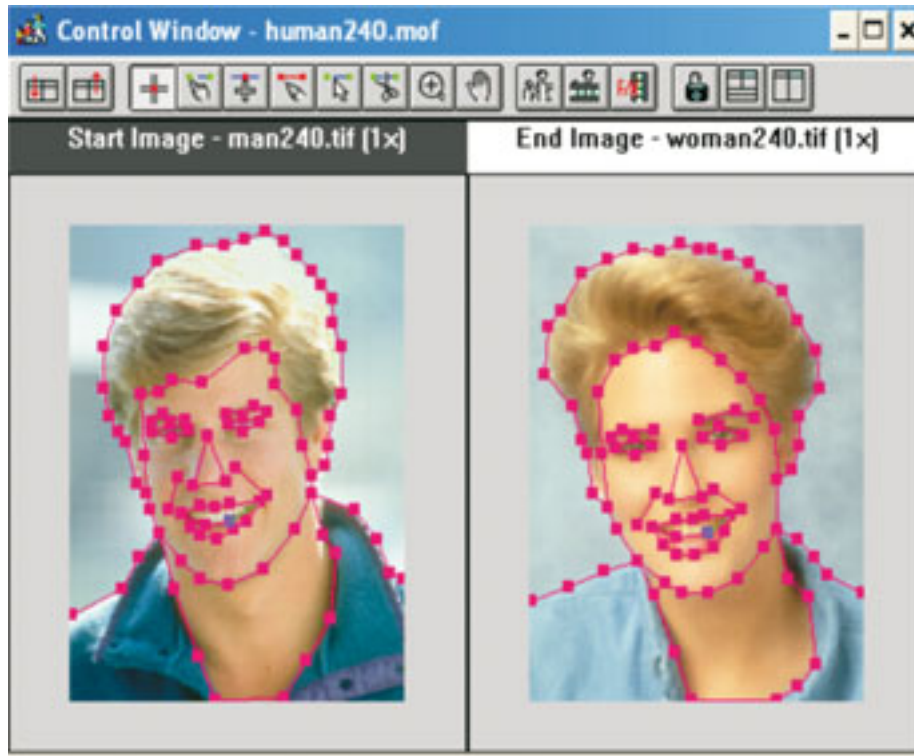 Control Window - human240.mof
Start Image - man240.tif (1x)
End Image - woman240.tif (1x)